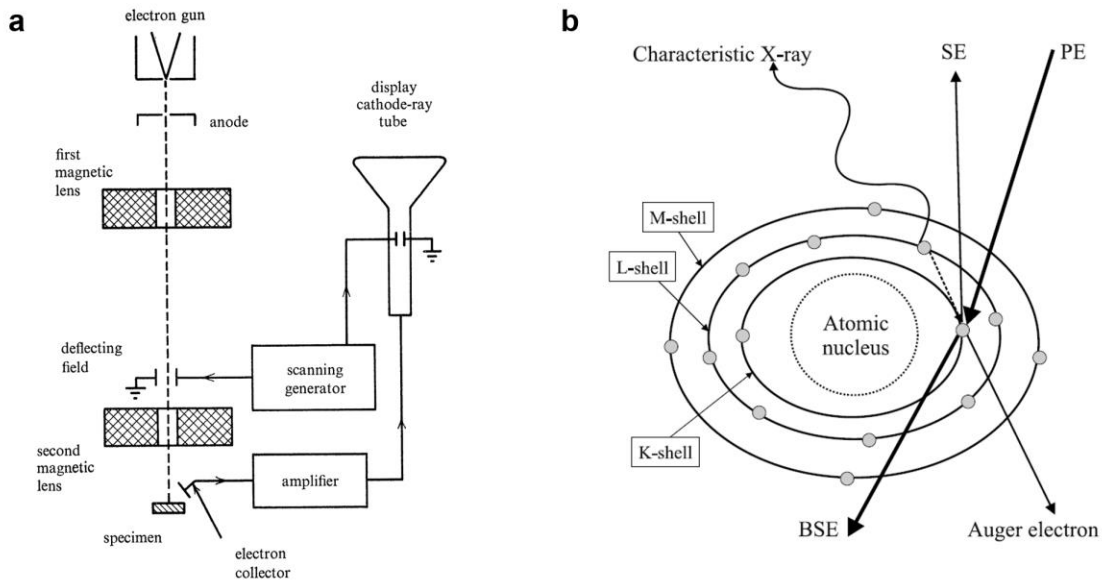 a
electron gun
anode
first
magnetic
lens
display
cathode-ray
tube
deflecting
field
scanning
generator
second
magnetic
lens
amplifier
specimen
electron
collector
b
Characteristic X-ray
SE
PE
M-shell
L-shell
K-shell
Atomic
nucleus
BSE
Auger electron